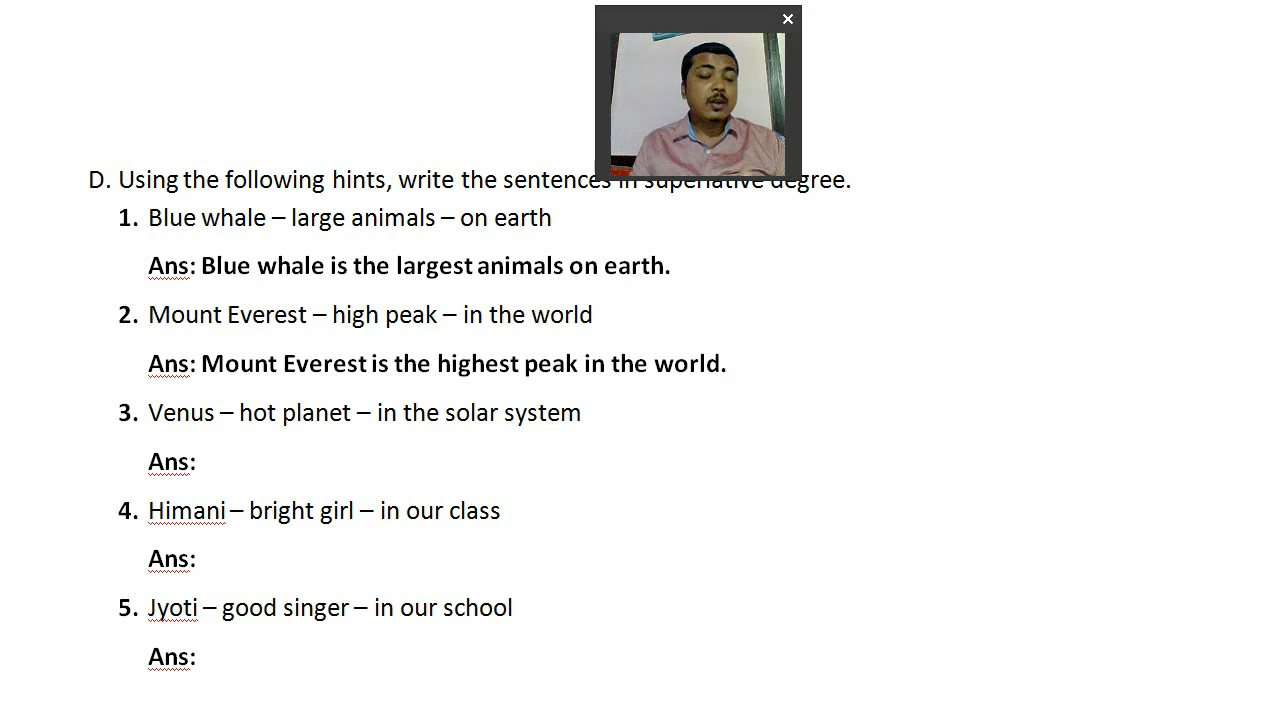 D. Using the following hints, write the sentences in superlative degree.
1. Blue whale – large animals – on earth
Ans: Blue whale is the largest animals on earth.
2. Mount Everest – high peak – in the world
Ans: Mount Everest is the highest peak in the world.
3. Venus – hot planet – in the solar system
Ans:
4. Himani – bright girl – in our class
Ans:
5. Jyoti – good singer – in our school
Ans: